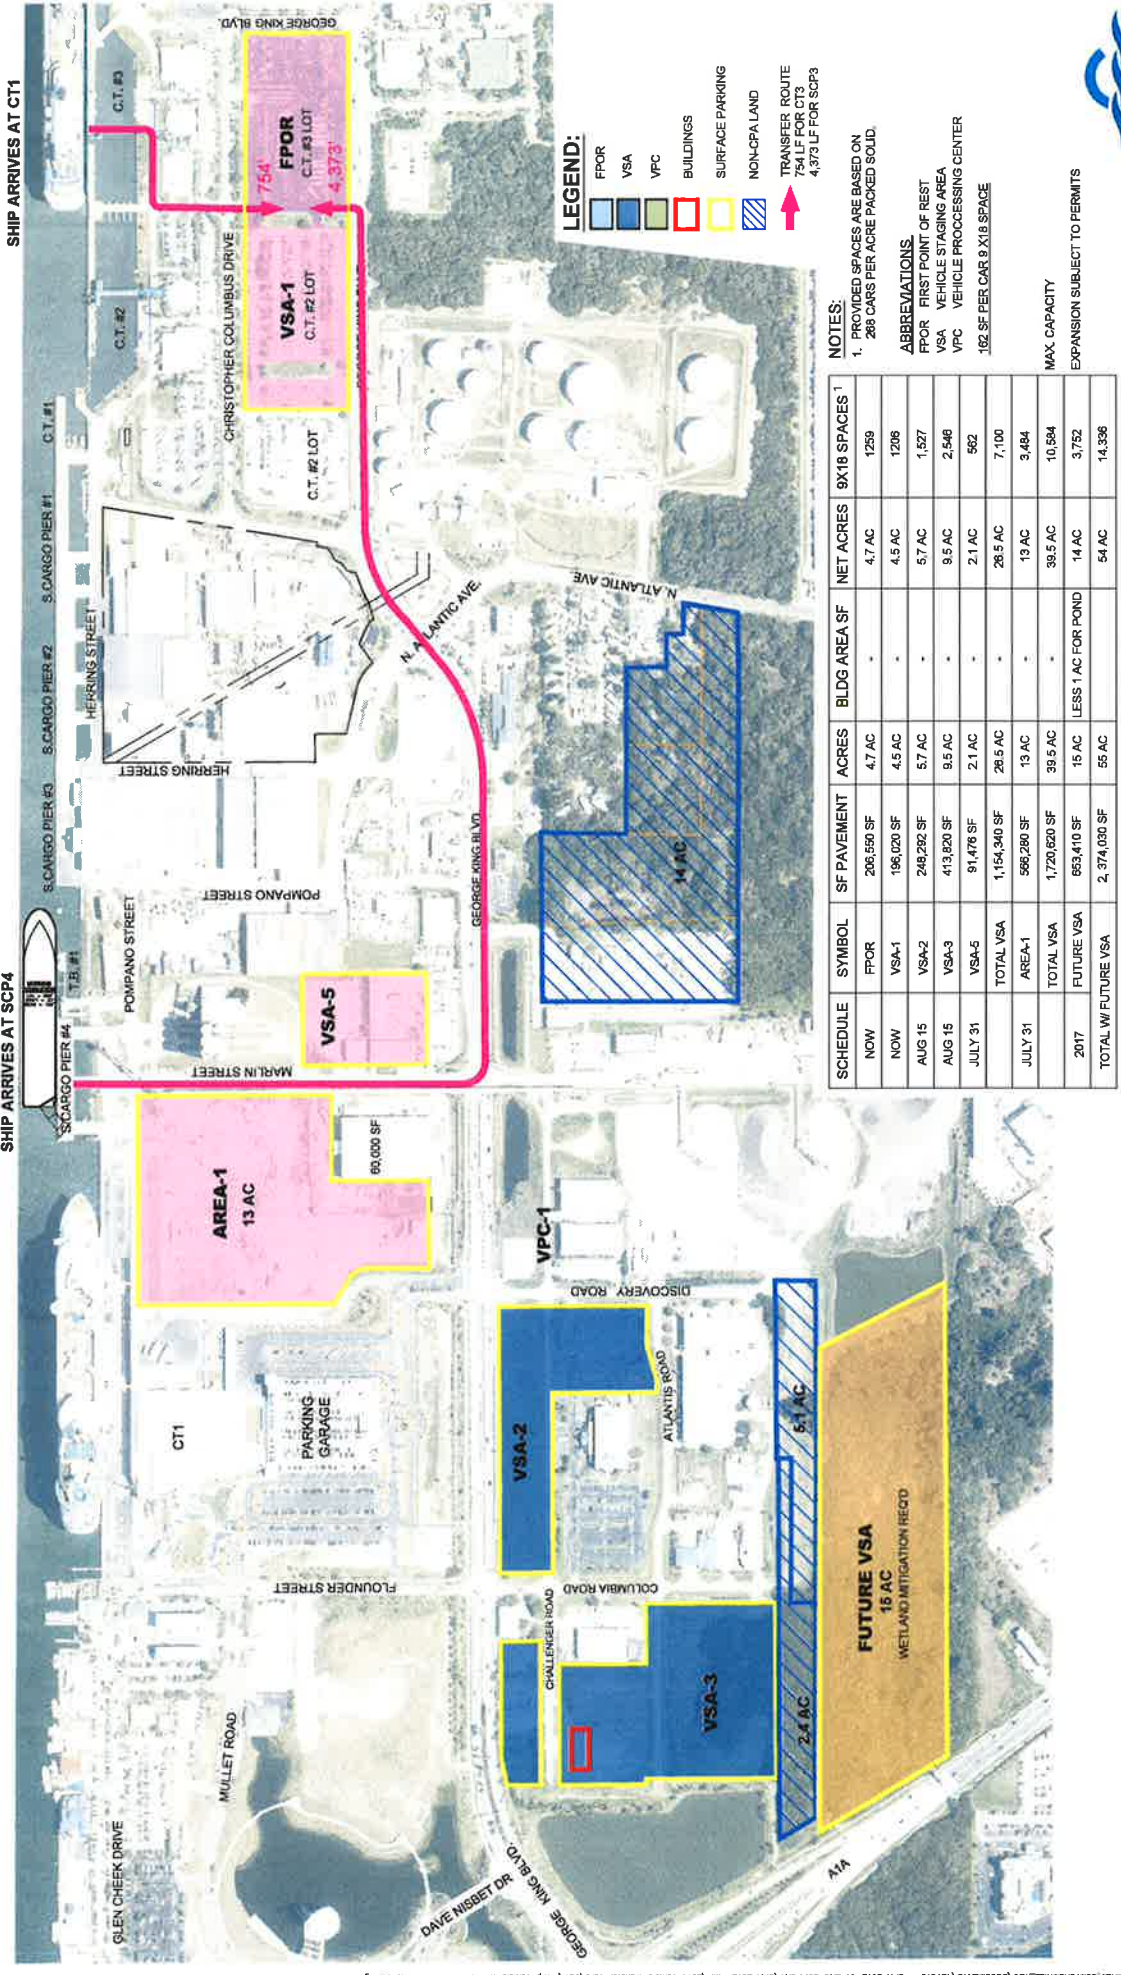 SHIP ARRIVES AT SCP4
SHIP ARRIVES AT CT1
S.CARGO PIER #4
T.B. #1
S.CARGO PIER #3
S.CARGO PIER #2
S.CARGO PIER #1
C.T. #1
C.T. #2
C.T. #3
GLEN CHEEK DRIVE
MULLET ROAD
FLOUNDER STREET
CT1
PARKING
GARAGE
AREA-1
13 AC
60,000 SF
MARLIN STREET
POMPANO STREET
POMPANO STREET
VSA-5
HERRING STREET
HERRING STREET
CHRISTOPHER COLUMBUS DRIVE
C.T. #2 LOT
VSA-1
C.T. #2 LOT
FPOR
C.T. #3 LOT
754'
4,373'
GEORGE KING BLVD.
GEORGE KING BLVD
N. ATLANTIC AVE.
N. ATLANTIC AVE
14 AC
DAVE NISBET DR
GEORGE KING BLVD.
A1A
CHALLENGER ROAD
COLUMBIA ROAD
VSA-2
VSA-3
ATLANTIS ROAD
DISCOVERY ROAD
VPC-1
2.4 AC
5.1 AC
FUTURE VSA
15 AC
WETLAND MITIGATION REQ'D
LEGEND:
FPOR
VSA
VPC
BUILDINGS
SURFACE PARKING
NON-CPA LAND
TRANSFER ROUTE
754 LF FOR CT3
4,373 LF FOR SCP3
SCHEDULE SYMBOL SF PAVEMENT ACRES BLDG AREA SF NET ACRES 9X18 SPACES 1
NOW FPOR 206,550 SF 4.7 AC - 4.7 AC 1259
NOW VSA-1 196,020 SF 4.5 AC - 4.5 AC 1206
AUG 15 VSA-2 248,292 SF 5.7 AC - 5.7 AC 1,527
AUG 15 VSA-3 413,820 SF 9.5 AC - 9.5 AC 2,546
JULY 31 VSA-5 91,476 SF 2.1 AC - 2.1 AC 562
TOTAL VSA 1,154,340 SF 26.5 AC - 26.5 AC 7,100
JULY 31 AREA-1 566,280 SF 13 AC - 13 AC 3,484
TOTAL VSA 1,720,620 SF 39.5 AC - 39.5 AC 10,584 MAX. CAPACITY
2017 FUTURE VSA 653,410 SF 15 AC LESS 1 AC FOR POND 14 AC 3,752 EXPANSION SUBJECT TO PERMITS
TOTAL W/ FUTURE VSA 2,374,030 SF 55 AC 54 AC 14,336
NOTES:
1. PROVIDED SPACES ARE BASED ON
268 CARS PER ACRE PACKED SOLID.
ABBREVIATIONS
FPOR FIRST POINT OF REST
VSA VEHICLE STAGING AREA
VPC VEHICLE PROCCESSING CENTER
162 SF PER CAR 9 X18 SPACE